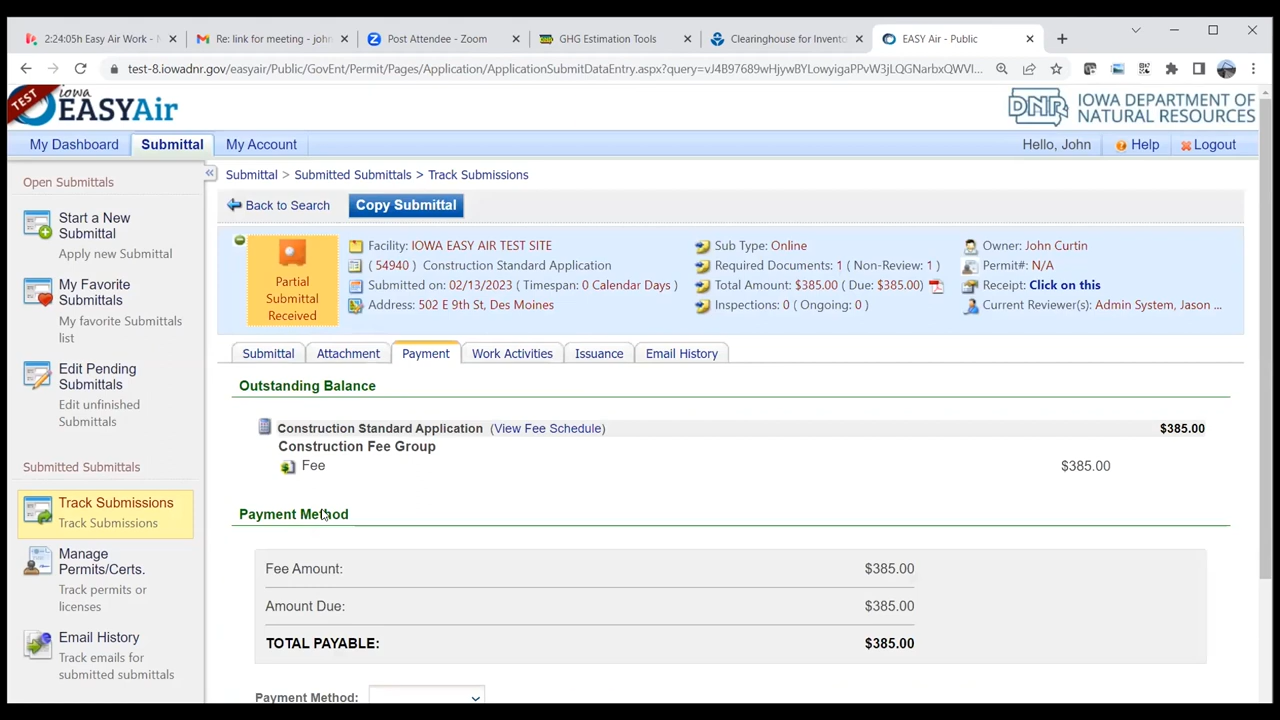 2:24:05h Easy Air Work - N
Re: link for meeting - john
Post Attendee - Zoom
GHG Estimation Tools
Clearinghouse for Invento
EASY Air - Public
test-8.iowadnr.gov/easyair/Public/GovEnt/Permit/Pages/Application/ApplicationSubmitDataEntry.aspx?query=vJ4B97689wHjywBYLowyigaPPvW3jLQGNarbxQWVI...
TEST
iowa
EASYAir
DNR
IOWA DEPARTMENT OF
NATURAL RESOURCES
My Dashboard
Submittal
My Account
Hello, John
Help
Logout
Open Submittals
Start a New
Submittal
Apply new Submittal
My Favorite
Submittals
My favorite Submittals
list
Edit Pending
Submittals
Edit unfinished
Submittals
Submitted Submittals
Track Submissions
Track Submissions
Manage
Permits/Certs.
Track permits or
licenses
Email History
Track emails for
submitted submittals
Submittal > Submitted Submittals > Track Submissions
Back to Search
Copy Submittal
Partial
Submittal
Received
Facility: IOWA EASY AIR TEST SITE
( 54940 ) Construction Standard Application
Submitted on: 02/13/2023 ( Timespan: 0 Calendar Days )
Address: 502 E 9th St, Des Moines
Sub Type: Online
Required Documents: 1 ( Non-Review: 1 )
Total Amount: $385.00 ( Due: $385.00)
Inspections: 0 ( Ongoing: 0 )
Owner: John Curtin
Permit#: N/A
Receipt: Click on this
Current Reviewer(s): Admin System, Jason ...
Submittal
Attachment
Payment
Work Activities
Issuance
Email History
Outstanding Balance
Construction Standard Application (View Fee Schedule) $385.00
Construction Fee Group
Fee $385.00
Payment Method
Fee Amount: $385.00
Amount Due: $385.00
TOTAL PAYABLE: $385.00
Payment Method: